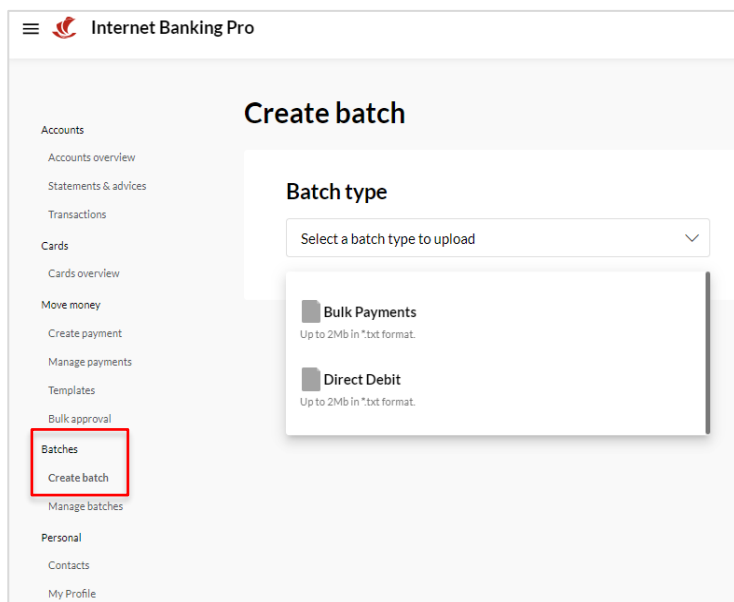 Internet Banking Pro
Accounts
Accounts overview
Statements & advices
Transactions
Cards
Cards overview
Move money
Create payment
Manage payments
Templates
Bulk approval
Batches
Create batch
Manage batches
Personal
Contacts
My Profile
Create batch
Batch type
Select a batch type to upload
Bulk Payments
Up to 2Mb in *.txt format.
Direct Debit
Up to 2Mb in *.txt format.